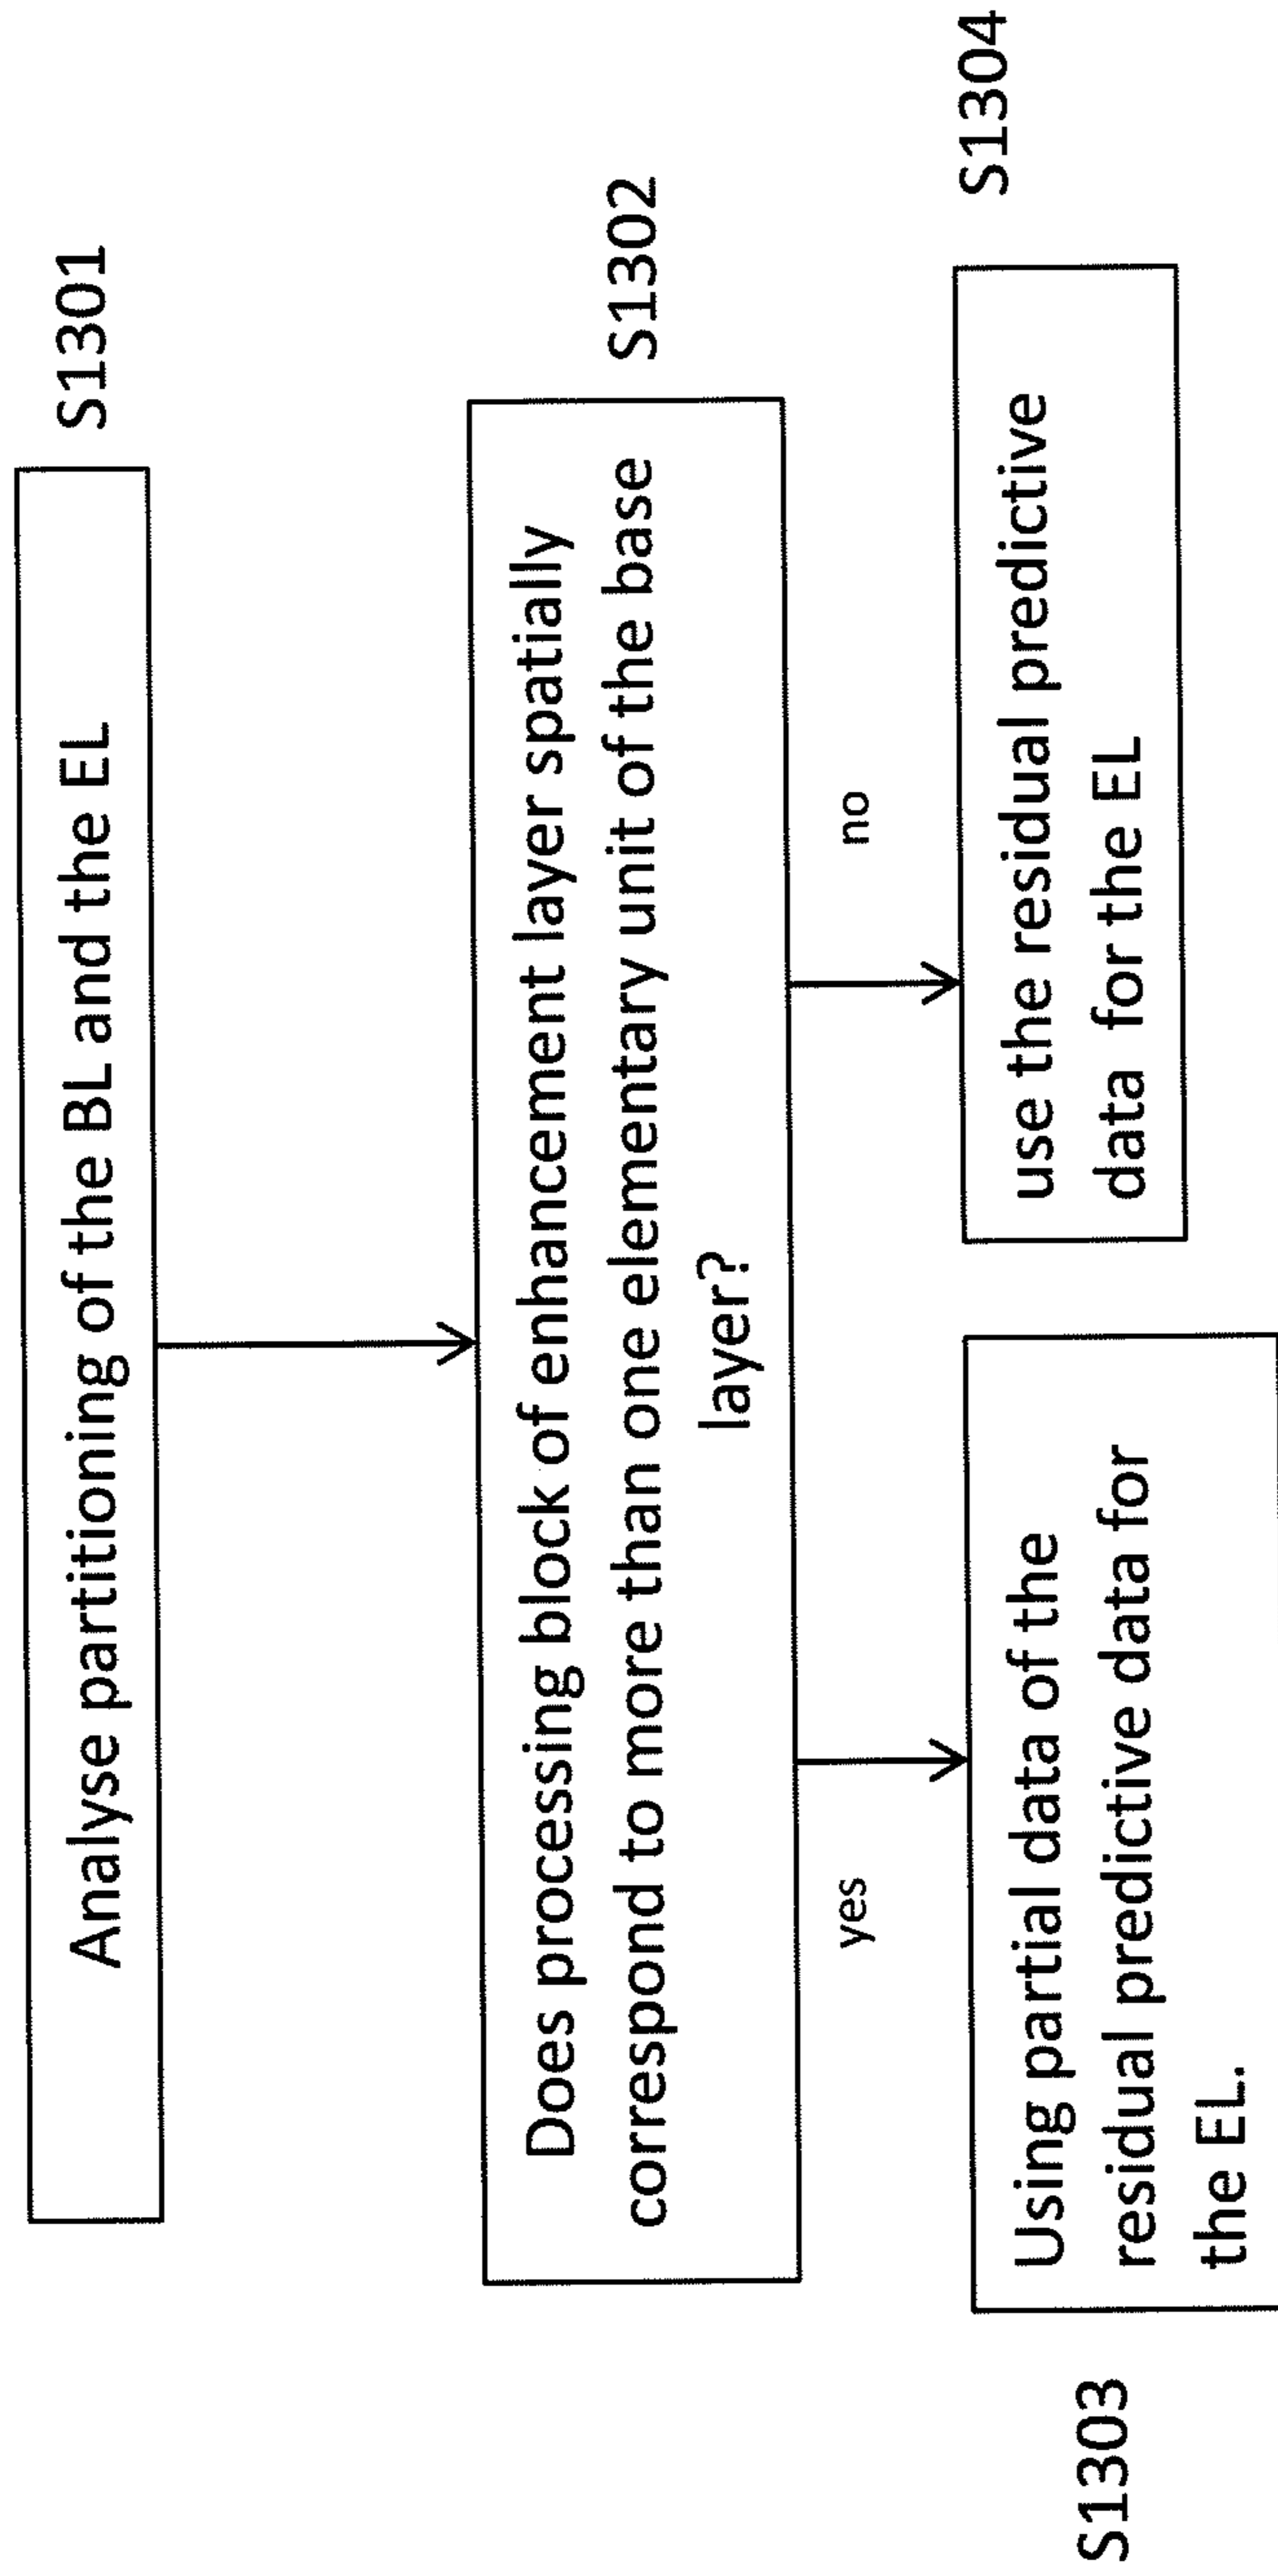 Analyse partitioning of the BL and the EL
S1301
Does processing block of enhancement layer spatially
correspond to more than one elementary unit of the base
layer?
S1302
yes
no
S1303
Using partial data of the
residual predictive data for
the EL.
use the residual predictive
data for the EL
S1304